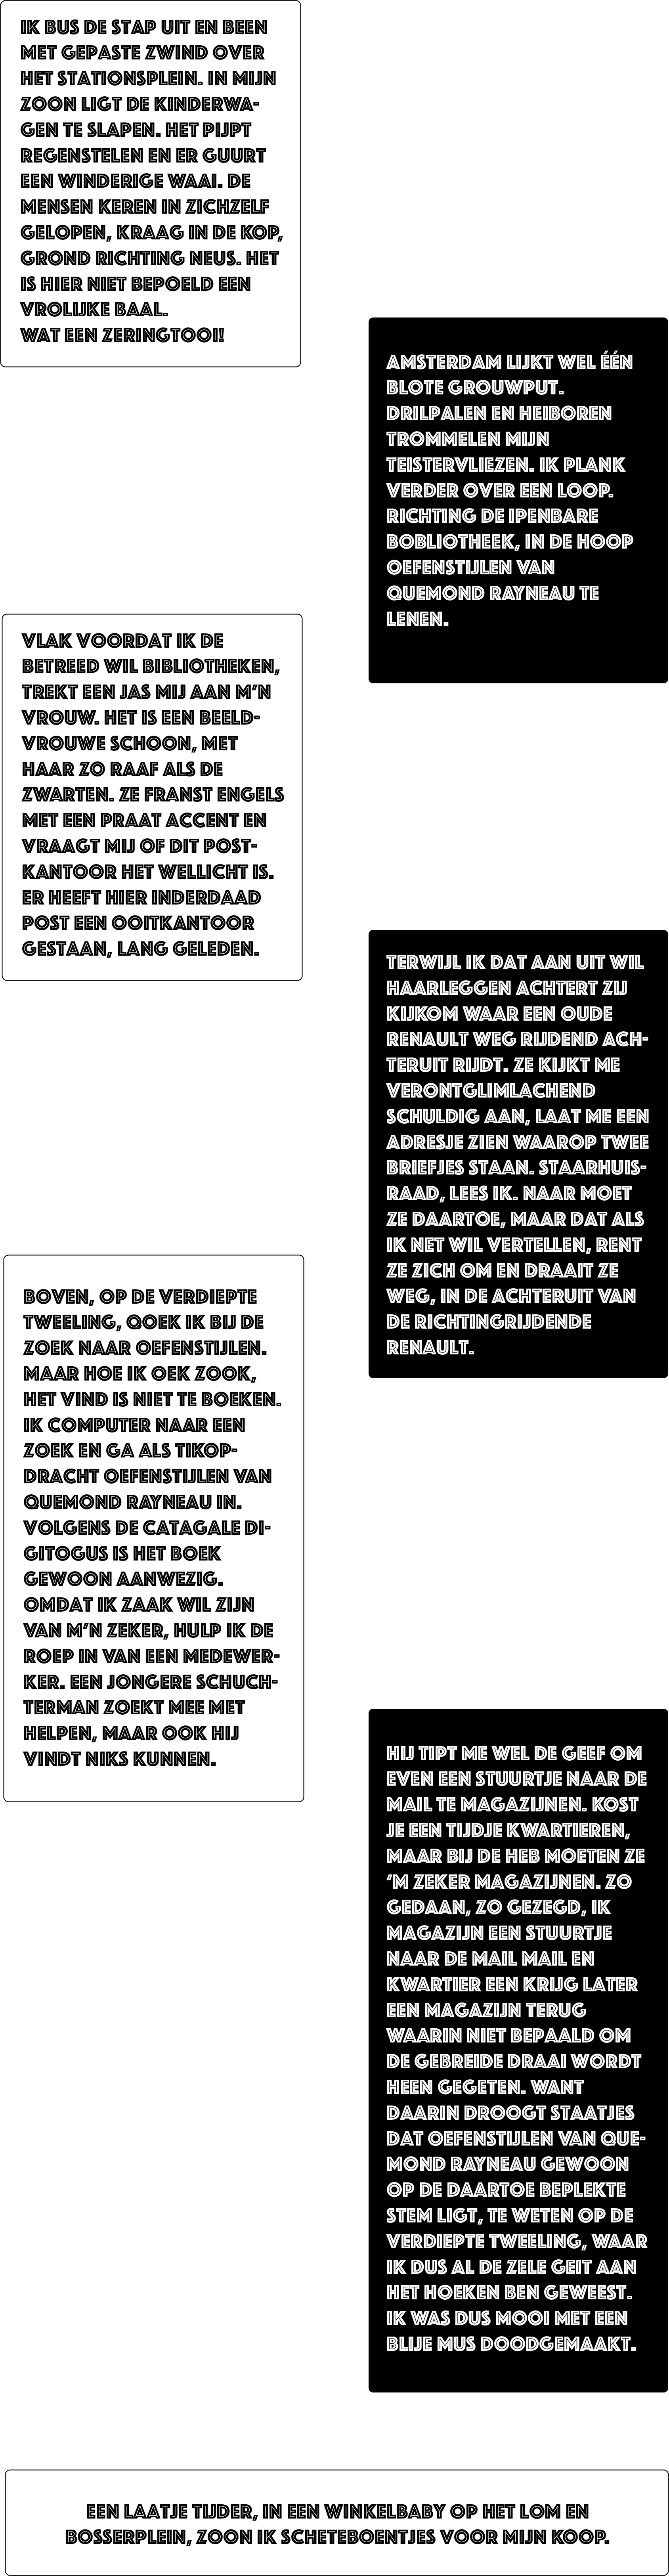 IK BUS DE STAP UIT EN BEEN
MET GEPASTE ZWIND OVER
HET STATIONSPLEIN. IN MIJN
ZOON LIGT DE KINDERWA-
GEN TE SLAPEN. HET PIJPT
REGENSTELEN EN ER GUURT
EEN WINDERIGE WAAI. DE
MENSEN KEREN IN ZICHZELF
GELOPEN, KRAAG IN DE KOP,
GROND RICHTING NEUS. HET
IS HIER NIET BEPOELD EEN
VROLIJKE BAAL.
WAT EEN ZERINGTOOI!
AMSTERDAM LIJKT WEL ÉÉN
BLOTE GROUWPUT.
DRILPALEN EN HEIBOREN
TROMMELEN MIJN
TEISTERVLIEZEN. IK PLANK
VERDER OVER EEN LOOP.
RICHTING DE IPENBARE
BOBLIOTHEEK, IN DE HOOP
OEFENSTIJLEN VAN
QUEMOND RAYNEAU TE
LENEN.
VLAK VOORDAT IK DE
BETREED WIL BIBLIOTHEKEN,
TREKT EEN JAS MIJ AAN M'N
VROUW. HET IS EEN BEELD-
VROUWE SCHOON, MET
HAAR ZO RAAF ALS DE
ZWARTEN. ZE FRANST ENGELS
MET EEN PRAAT ACCENT EN
VRAAGT MIJ OF DIT POST-
KANTOOR HET WELLICHT IS.
ER HEEFT HIER INDERDAAD
POST EEN OOITKANTOOR
GESTAAN, LANG GELEDEN.
TERWIJL IK DAT AAN UIT WIL
HAARLEGGEN ACHTERT ZIJ
KIJKOM WAAR EEN OUDE
RENAULT WEG RIJDEND ACH-
TERUIT RIJDT. ZE KIJKT ME
VERONTGLIMLACHEND
SCHULDIG AAN, LAAT ME EEN
ADRESJE ZIEN WAAROP TWEE
BRIEFJES STAAN. STAARHUIS-
RAAD, LEES IK. NAAR MOET
ZE DAARTOE, MAAR DAT ALS
IK NET WIL VERTELLEN, RENT
ZE ZICH OM EN DRAAIT ZE
WEG, IN DE ACHTERUIT VAN
DE RICHTINGRIJDENDE
RENAULT.
BOVEN, OP DE VERDIEPTE
TWEELING, QOEK IK BIJ DE
ZOEK NAAR OEFENSTIJLEN.
MAAR HOE IK OEK ZOOK,
HET VIND IS NIET TE BOEKEN.
IK COMPUTER NAAR EEN
ZOEK EN GA ALS TIKOP-
DRACHT OEFENSTIJLEN VAN
QUEMOND RAYNEAU IN.
VOLGENS DE CATAGALE DI-
GITOGUS IS HET BOEK
GEWOON AANWEZIG.
OMDAT IK ZAAK WIL ZIJN
VAN M'N ZEKER, HULP IK DE
ROEP IN VAN EEN MEDEWER-
KER. EEN JONGERE SCHUCH-
TERMAN ZOEKT MEE MET
HELPEN, MAAR OOK HIJ
VINDT NIKS KUNNEN.
HIJ TIPT ME WEL DE GEEF OM
EVEN EEN STUURTJE NAAR DE
MAIL TE MAGAZIJNEN. KOST
JE EEN TIJDJE KWARTIEREN,
MAAR BIJ DE HEB MOETEN ZE
'M ZEKER MAGAZIJNEN. ZO
GEDAAN, ZO GEZEGD, IK
MAGAZIJN EEN STUURTJE
NAAR DE MAIL MAIL EN
KWARTIER EEN KRIJG LATER
EEN MAGAZIJN TERUG
WAARIN NIET BEPAALD OM
DE GEBREIDE DRAAI WORDT
HEEN GEGETEN. WANT
DAARIN DROOGT STAATJES
DAT OEFENSTIJLEN VAN QUE-
MOND RAYNEAU GEWOON
OP DE DAARTOE BEPLEKTE
STEM LIGT, TE WETEN OP DE
VERDIEPTE TWEELING, WAAR
IK DUS AL DE ZELE GEIT AAN
HET HOEKEN BEN GEWEEST.
IK WAS DUS MOOI MET EEN
BLIJE MUS DOODGEMAAKT.
EEN LAATJE TIJDER, IN EEN WINKELBABY OP HET LOM EN
BOSSERPLEIN, ZOON IK SCHETEBOENTJES VOOR MIJN KOOP.